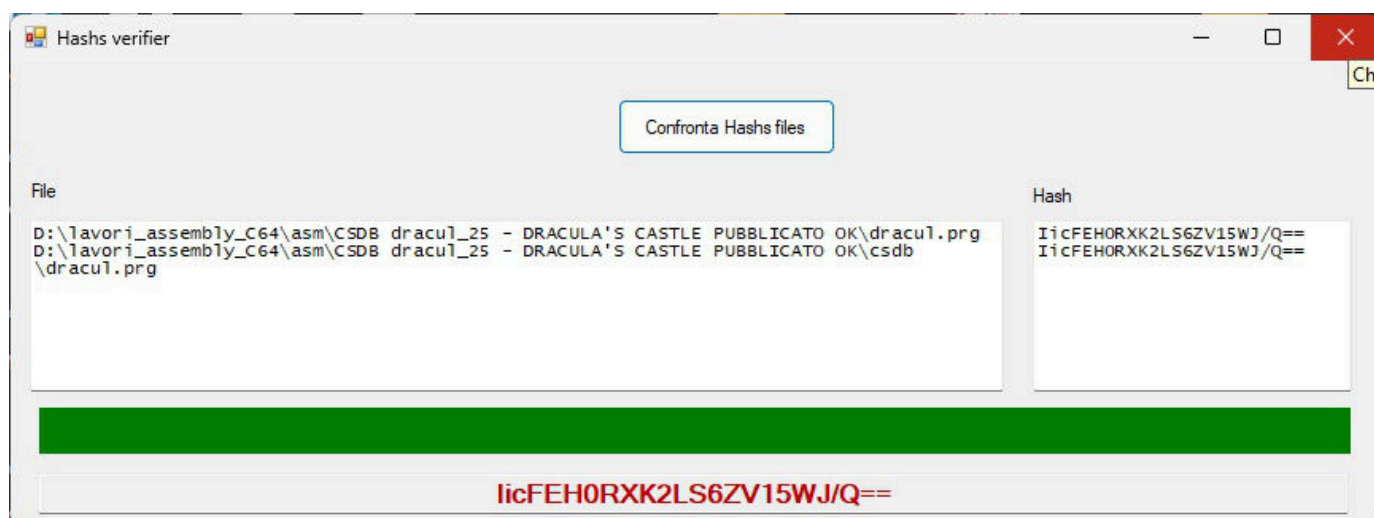 Hashs verifier
Ch
Confronta Hashs files
File
Hash
D:\lavori_assembly_C64\asm\CSDB dracul_25 - DRACULA'S CASTLE PUBBLICATO OK\dracul.prg
D:\lavori_assembly_C64\asm\CSDB dracul_25 - DRACULA'S CASTLE PUBBLICATO OK\csdb
\dracul.prg
IicFEH0RXK2LS6ZV15WJ/Q==
IicFEH0RXK2LS6ZV15WJ/Q==
IicFEH0RXK2LS6ZV15WJ/Q==